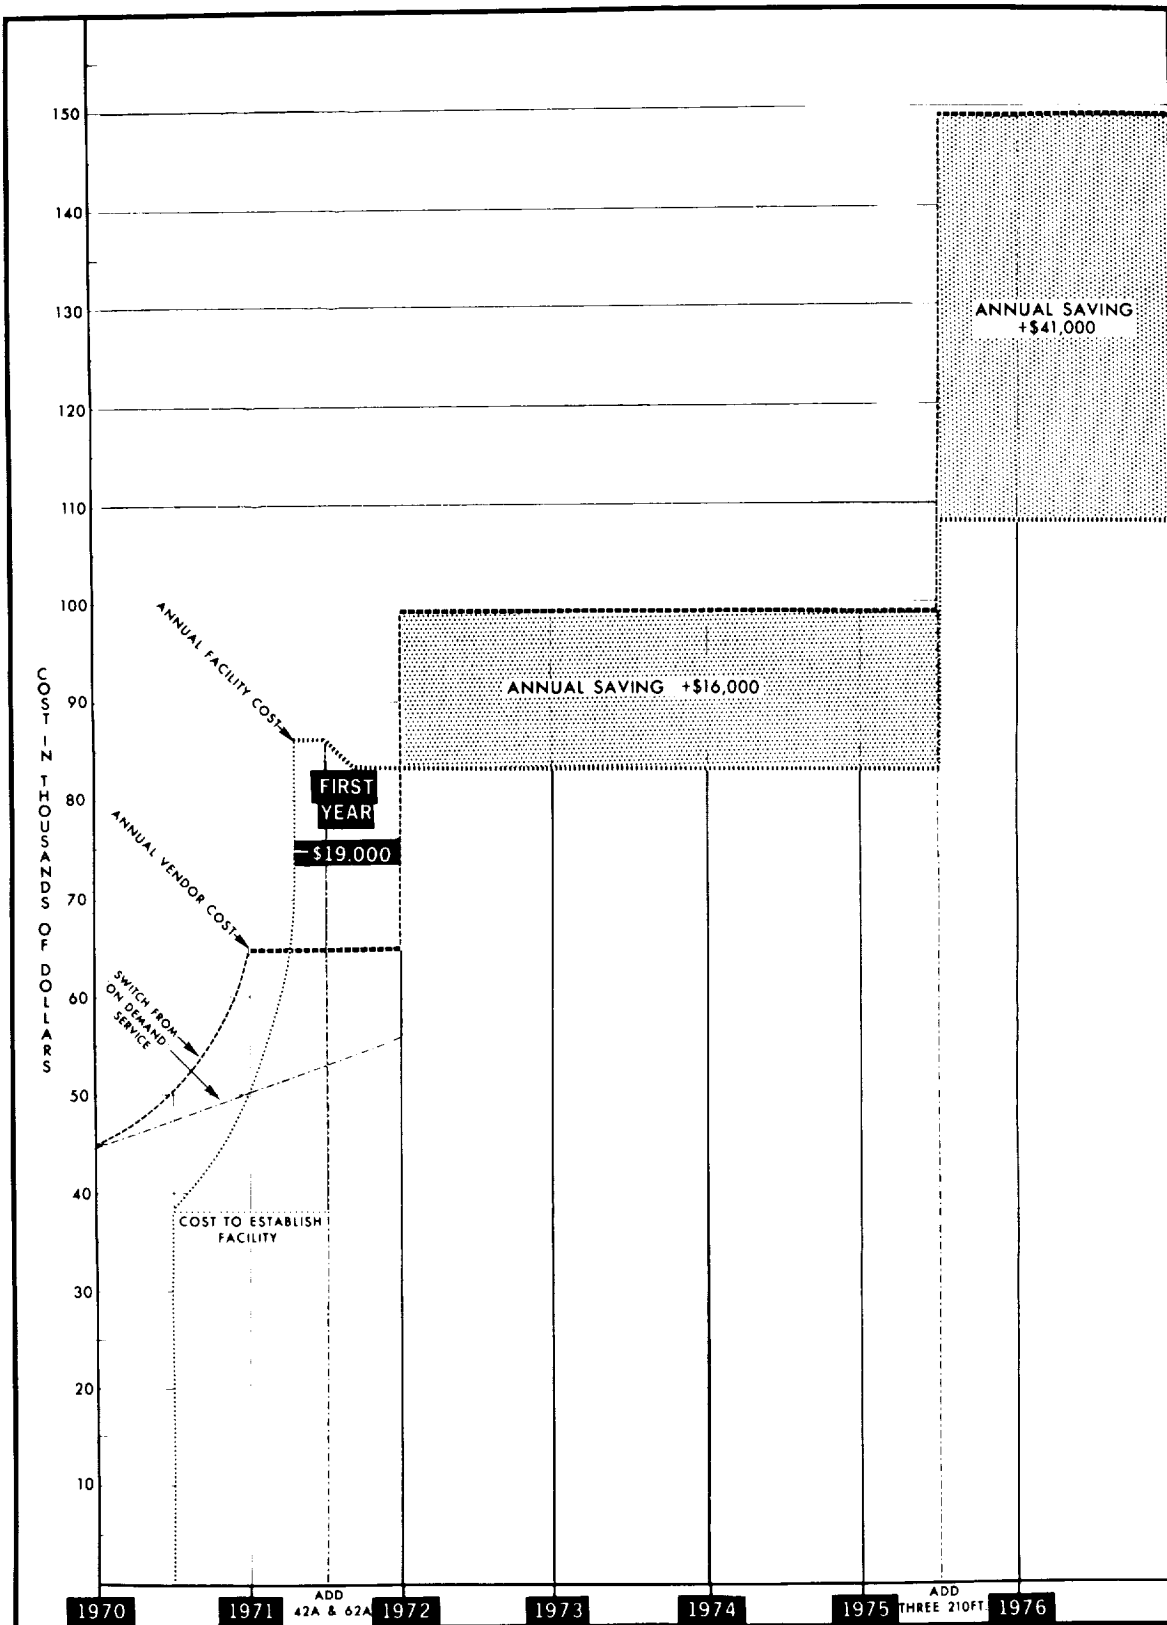 150
140
130
120
110
100
90
80
70
60
50
40
30
20
10
COST IN THOUSANDS OF DOLLARS
ANNUAL SAVING
+$41,000
ANNUAL FACILITY COST
ANNUAL SAVING +$16,000
FIRST
YEAR
-$19.000
ANNUAL VENDOR COST
SWITCH FROM
ON DEMAND
SERVICE
COST TO ESTABLISH
FACILITY
ADD
42A & 62A
ADD
THREE 210FT.
1970 1971 1972 1973 1974 1975 1976